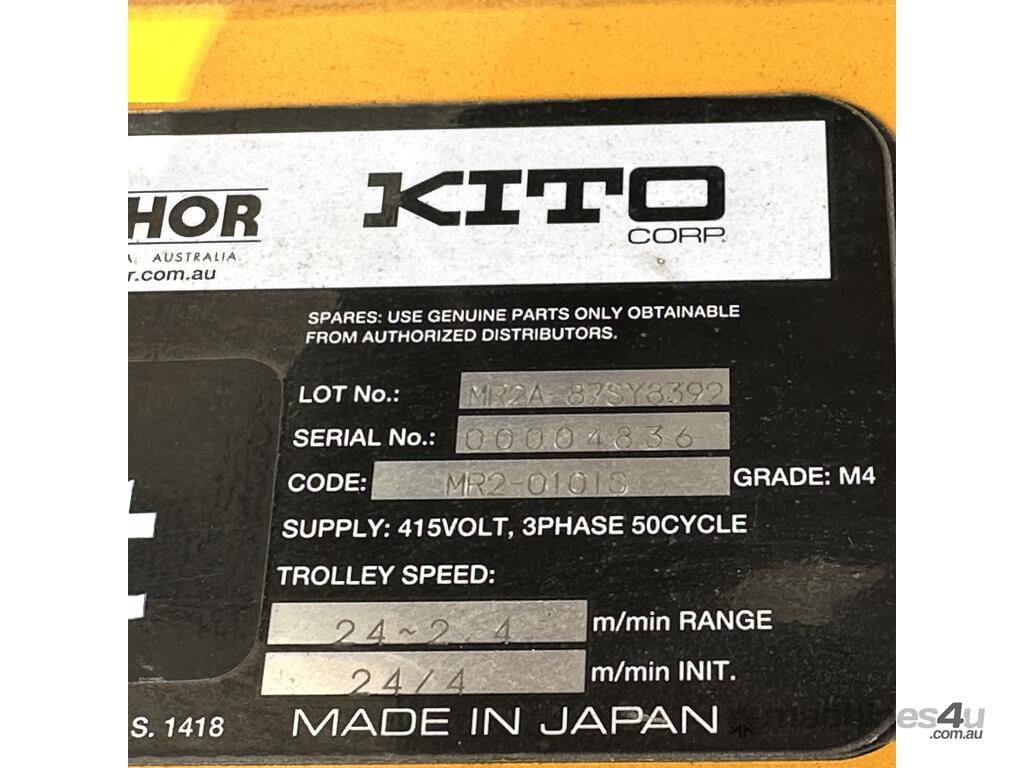 HOR
AUSTRALIA
r.com.au
KITO
CORP.
SPARES: USE GENUINE PARTS ONLY OBTAINABLE
FROM AUTHORIZED DISTRIBUTORS.
LOT No.: MR2A-87SY8392
SERIAL No.: 00004836
CODE: MR2-010IS GRADE: M4
SUPPLY: 415VOLT, 3PHASE 50CYCLE
TROLLEY SPEED:
24~2.4 m/min RANGE
24/4 m/min INIT.
S. 1418 MADE IN JAPAN
machines4u
.com.au